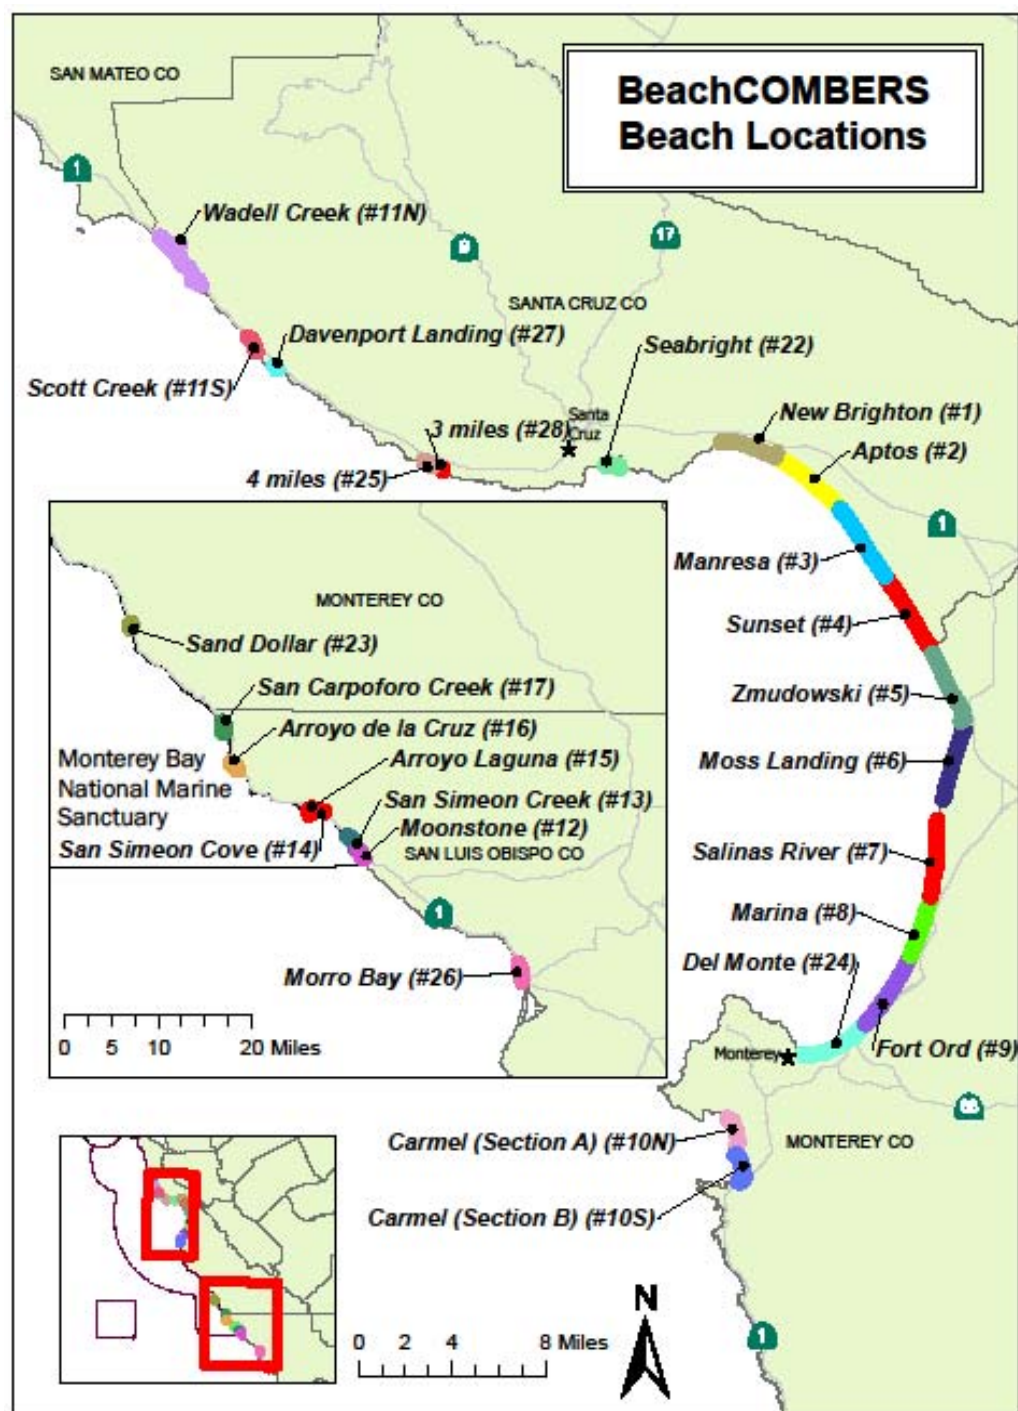 BeachCOMBERS
Beach Locations
SAN MATEO CO
1
Wadell Creek (#11N)
17
SANTA CRUZ CO
Davenport Landing (#27)
Seabright (#22)
Scott Creek (#11S)
3 miles (#28)
Santa
Cruz
4 miles (#25)
New Brighton (#1)
Aptos (#2)
1
Manresa (#3)
Sunset (#4)
Zmudowski (#5)
Moss Landing (#6)
Salinas River (#7)
Marina (#8)
Del Monte (#24)
Fort Ord (#9)
Monterey
MONTEREY CO
Sand Dollar (#23)
San Carpoforo Creek (#17)
Arroyo de la Cruz (#16)
Arroyo Laguna (#15)
Monterey Bay
National Marine
Sanctuary
San Simeon Creek (#13)
Moonstone (#12)
San Simeon Cove (#14)
SAN LUIS OBISPO CO
1
Morro Bay (#26)
0 5 10 20 Miles
Carmel (Section A) (#10N)
MONTEREY CO
Carmel (Section B) (#10S)
N
0 2 4 8 Miles
1